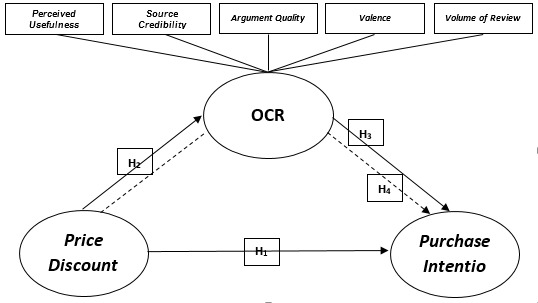 Perceived
Usefulness
Source
Credibility
Argument Quality
Valence
Volume of Review
OCR
H3
H2
H4
Price
Discount
H1
Purchase
Intentio